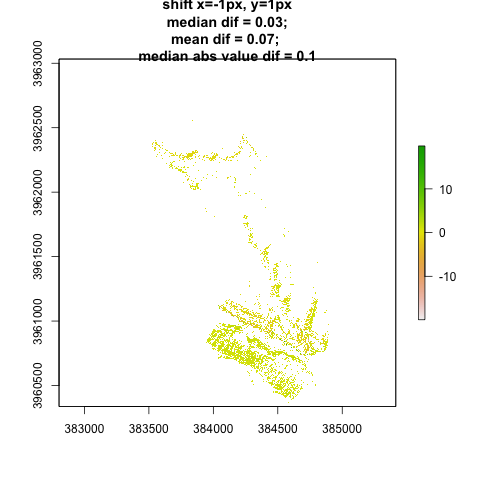 shift x=-1px, y=1px
median dif = 0.03;
mean dif = 0.07;
median abs value dif = 0.1
3963000
3962500
3962000
3961500
3961000
3960500
10
0
-10
383000 383500 384000 384500 385000